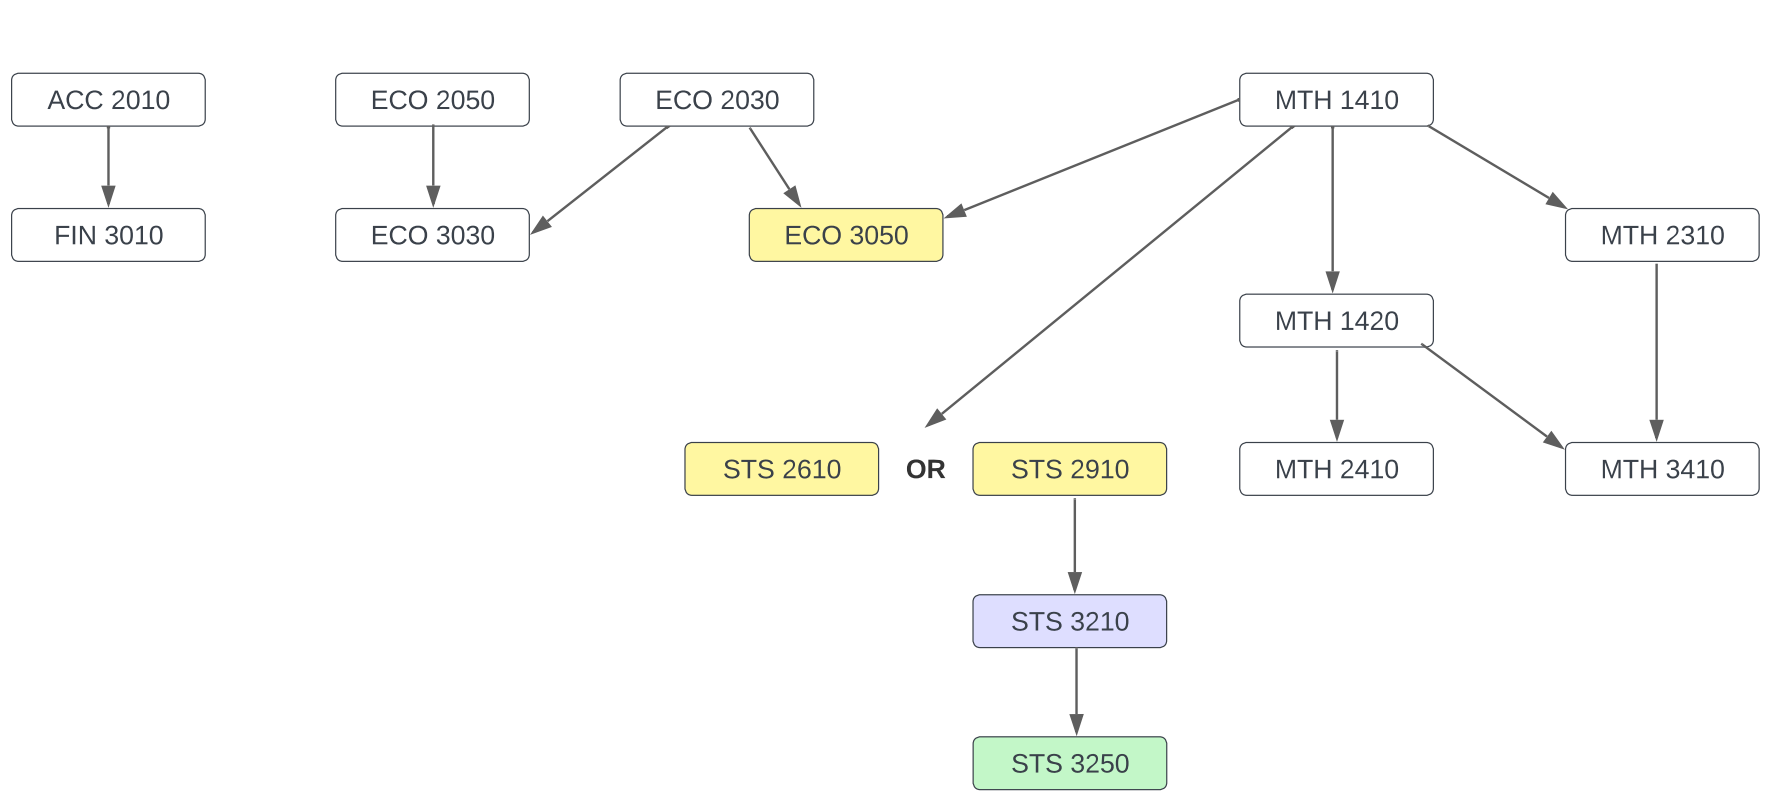 ACC 2010
ECO 2050
ECO 2030
MTH 1410
FIN 3010
ECO 3030
ECO 3050
MTH 2310
MTH 1420
STS 2610
OR
STS 2910
MTH 2410
MTH 3410
STS 3210
STS 3250